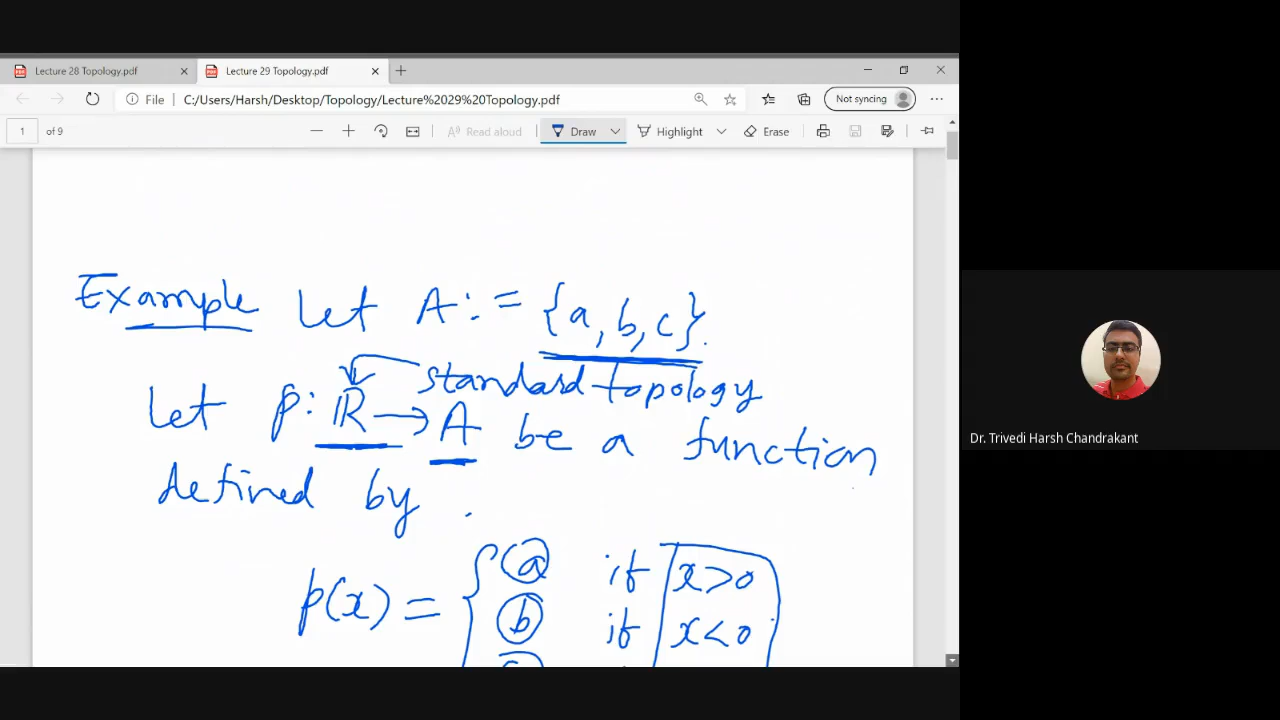 Lecture 28 Topology.pdf
Lecture 29 Topology.pdf
File C:/Users/Harsh/Desktop/Topology/Lecture%2029%20Topology.pdf
Not syncing
1 of 9
Read aloud
Draw
Highlight
Erase
Example Let A := {a, b, c}.
standard topology
Let p: ℝ → A be a function
defined by
p(x) = { a if x > 0
b if x < 0
Dr. Trivedi Harsh Chandrakant